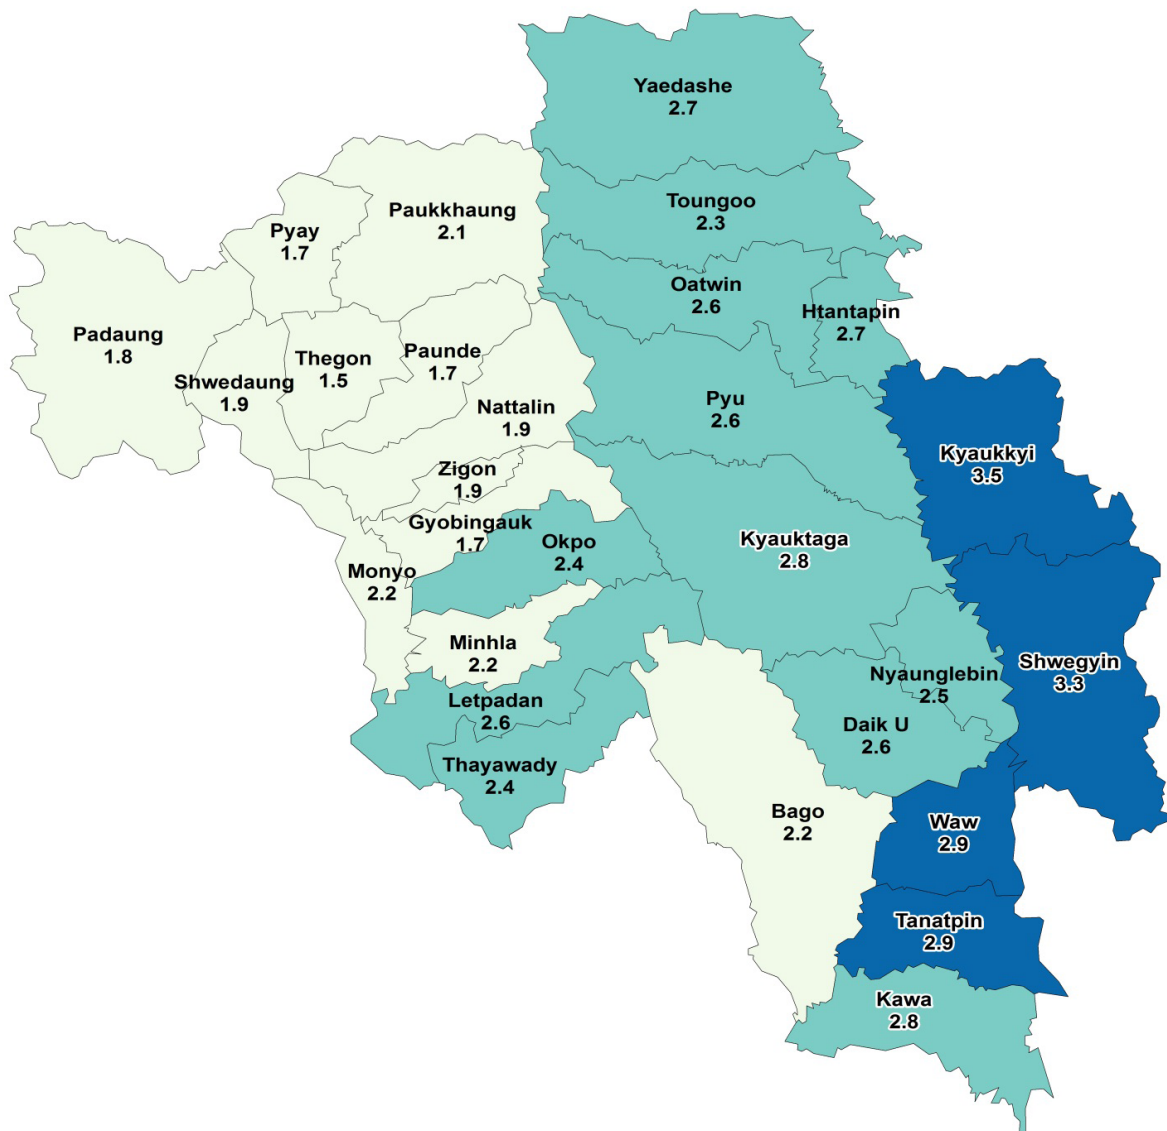 Yaedashe
2.7
Toungoo
2.3
Paukkhaung
2.1
Pyay
1.7
Oatwin
2.6
Htantapin
2.7
Padaung
1.8
Thegon
1.5
Paunde
1.7
Shwedaung
1.9
Pyu
2.6
Nattalin
1.9
Kyaukkyi
3.5
Zigon
1.9
Gyobingauk
1.7
Okpo
2.4
Kyauktaga
2.8
Monyo
2.2
Minhla
2.2
Shwegyin
3.3
Nyaunglebin
2.5
Letpadan
2.6
Daik U
2.6
Thayawady
2.4
Bago
2.2
Waw
2.9
Tanatpin
2.9
Kawa
2.8